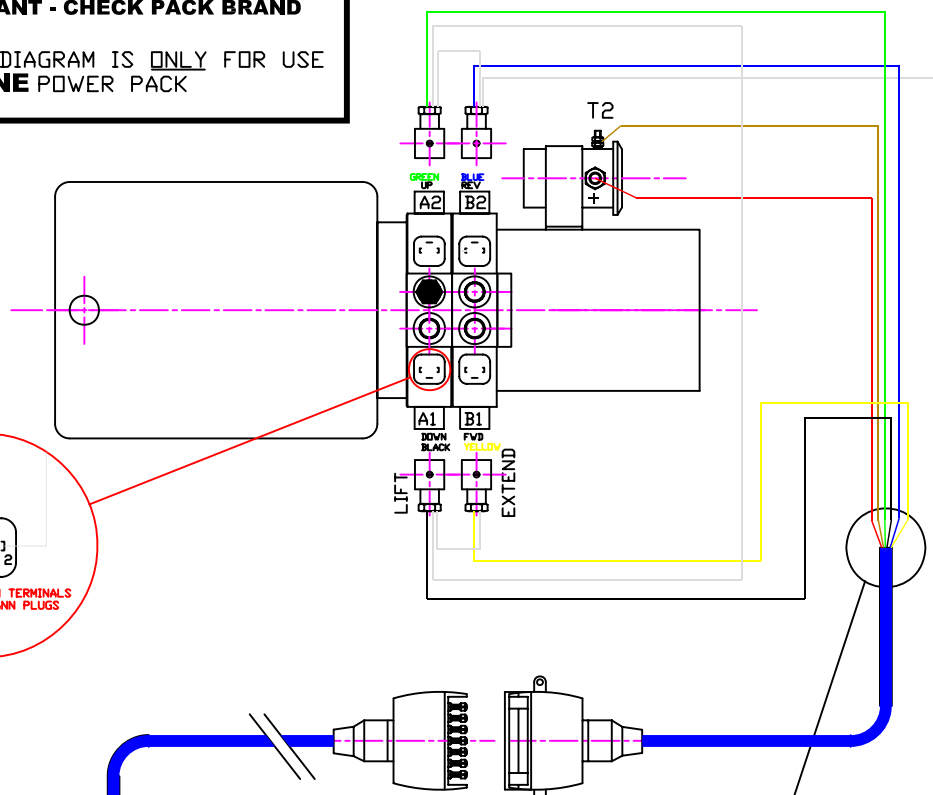 ANT - CHECK PACK BRAND
DIAGRAM IS ONLY FOR USE
NE POWER PACK
T2
GREEN
UP
BLUE
REV
A2
B2
+
A1
B1
DOWN
BLACK
FWD
YELLOW
LIFT
EXTEND
2
TERMINALS
NN PLUGS